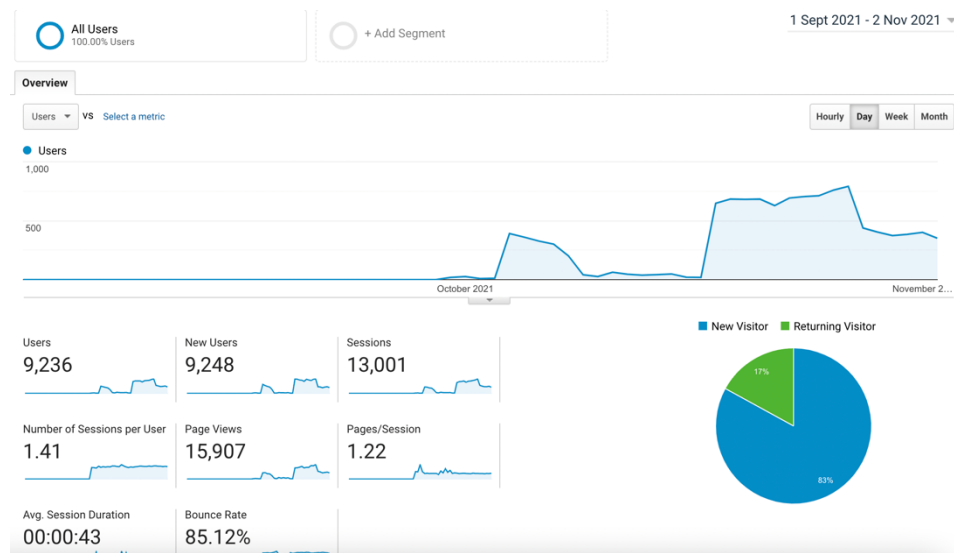 All Users
100.00% Users
+ Add Segment
1 Sept 2021 - 2 Nov 2021
Overview
Users VS Select a metric
Hourly Day Week Month
Users
1,000
500
October 2021
November 2...
New Visitor Returning Visitor
Users
9,236
New Users
9,248
Sessions
13,001
Number of Sessions per User
1.41
Page Views
15,907
Pages/Session
1.22
Avg. Session Duration
00:00:43
Bounce Rate
85.12%
17%
83%